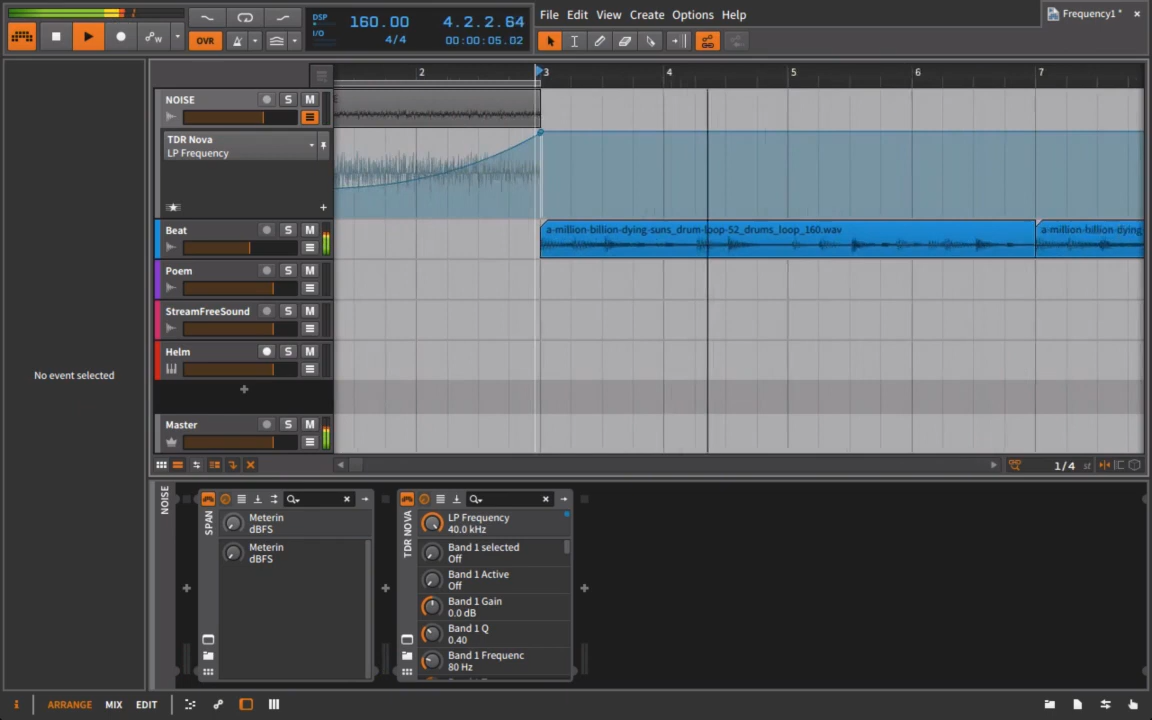 DSP
I/O
160.00
4/4
4.2.2.64
00:00:05.02
File Edit View Create Options Help
Frequency1 *
OVR
W
2 3 4 5 6 7
NOISE S M
TDR Nova
LP Frequency
Beat S M
a-million-billion-dying-suns_drum-loop-52_drums_loop_160.wav
a-million-billion-dying
Poem S M
StreamFreeSound S M
Helm S M
No event selected
Master S M
1/4 st
NOISE
SPAN
Meterin
dBFS
Meterin
dBFS
TDR NOVA
LP Frequency
40.0 kHz
Band 1 selected
Off
Band 1 Active
Off
Band 1 Gain
0.0 dB
Band 1 Q
0.40
Band 1 Frequenc
80 Hz
i ARRANGE MIX EDIT